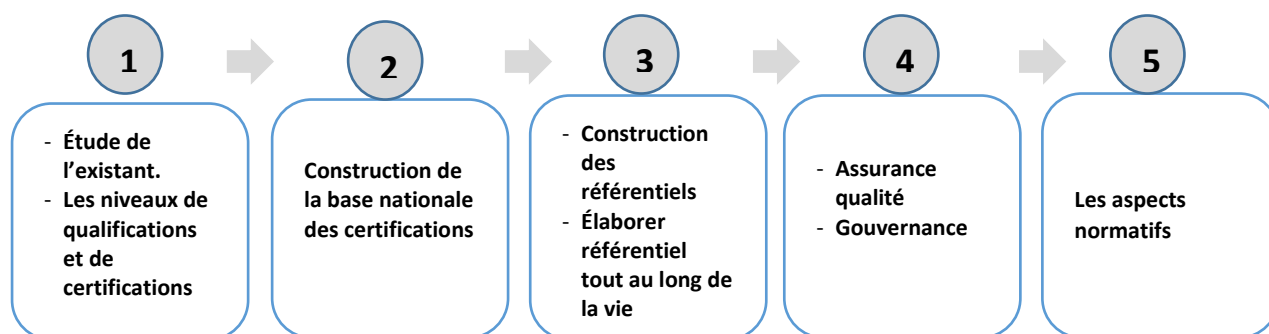 1
- Étude de
l’existant.
- Les niveaux de
qualifications
et de
certifications
2
Construction de
la base nationale
des certifications
3
- Construction
des
référentiels
- Élaborer
référentiel
tout au long de
la vie
4
- Assurance
qualité
- Gouvernance
5
Les aspects
normatifs